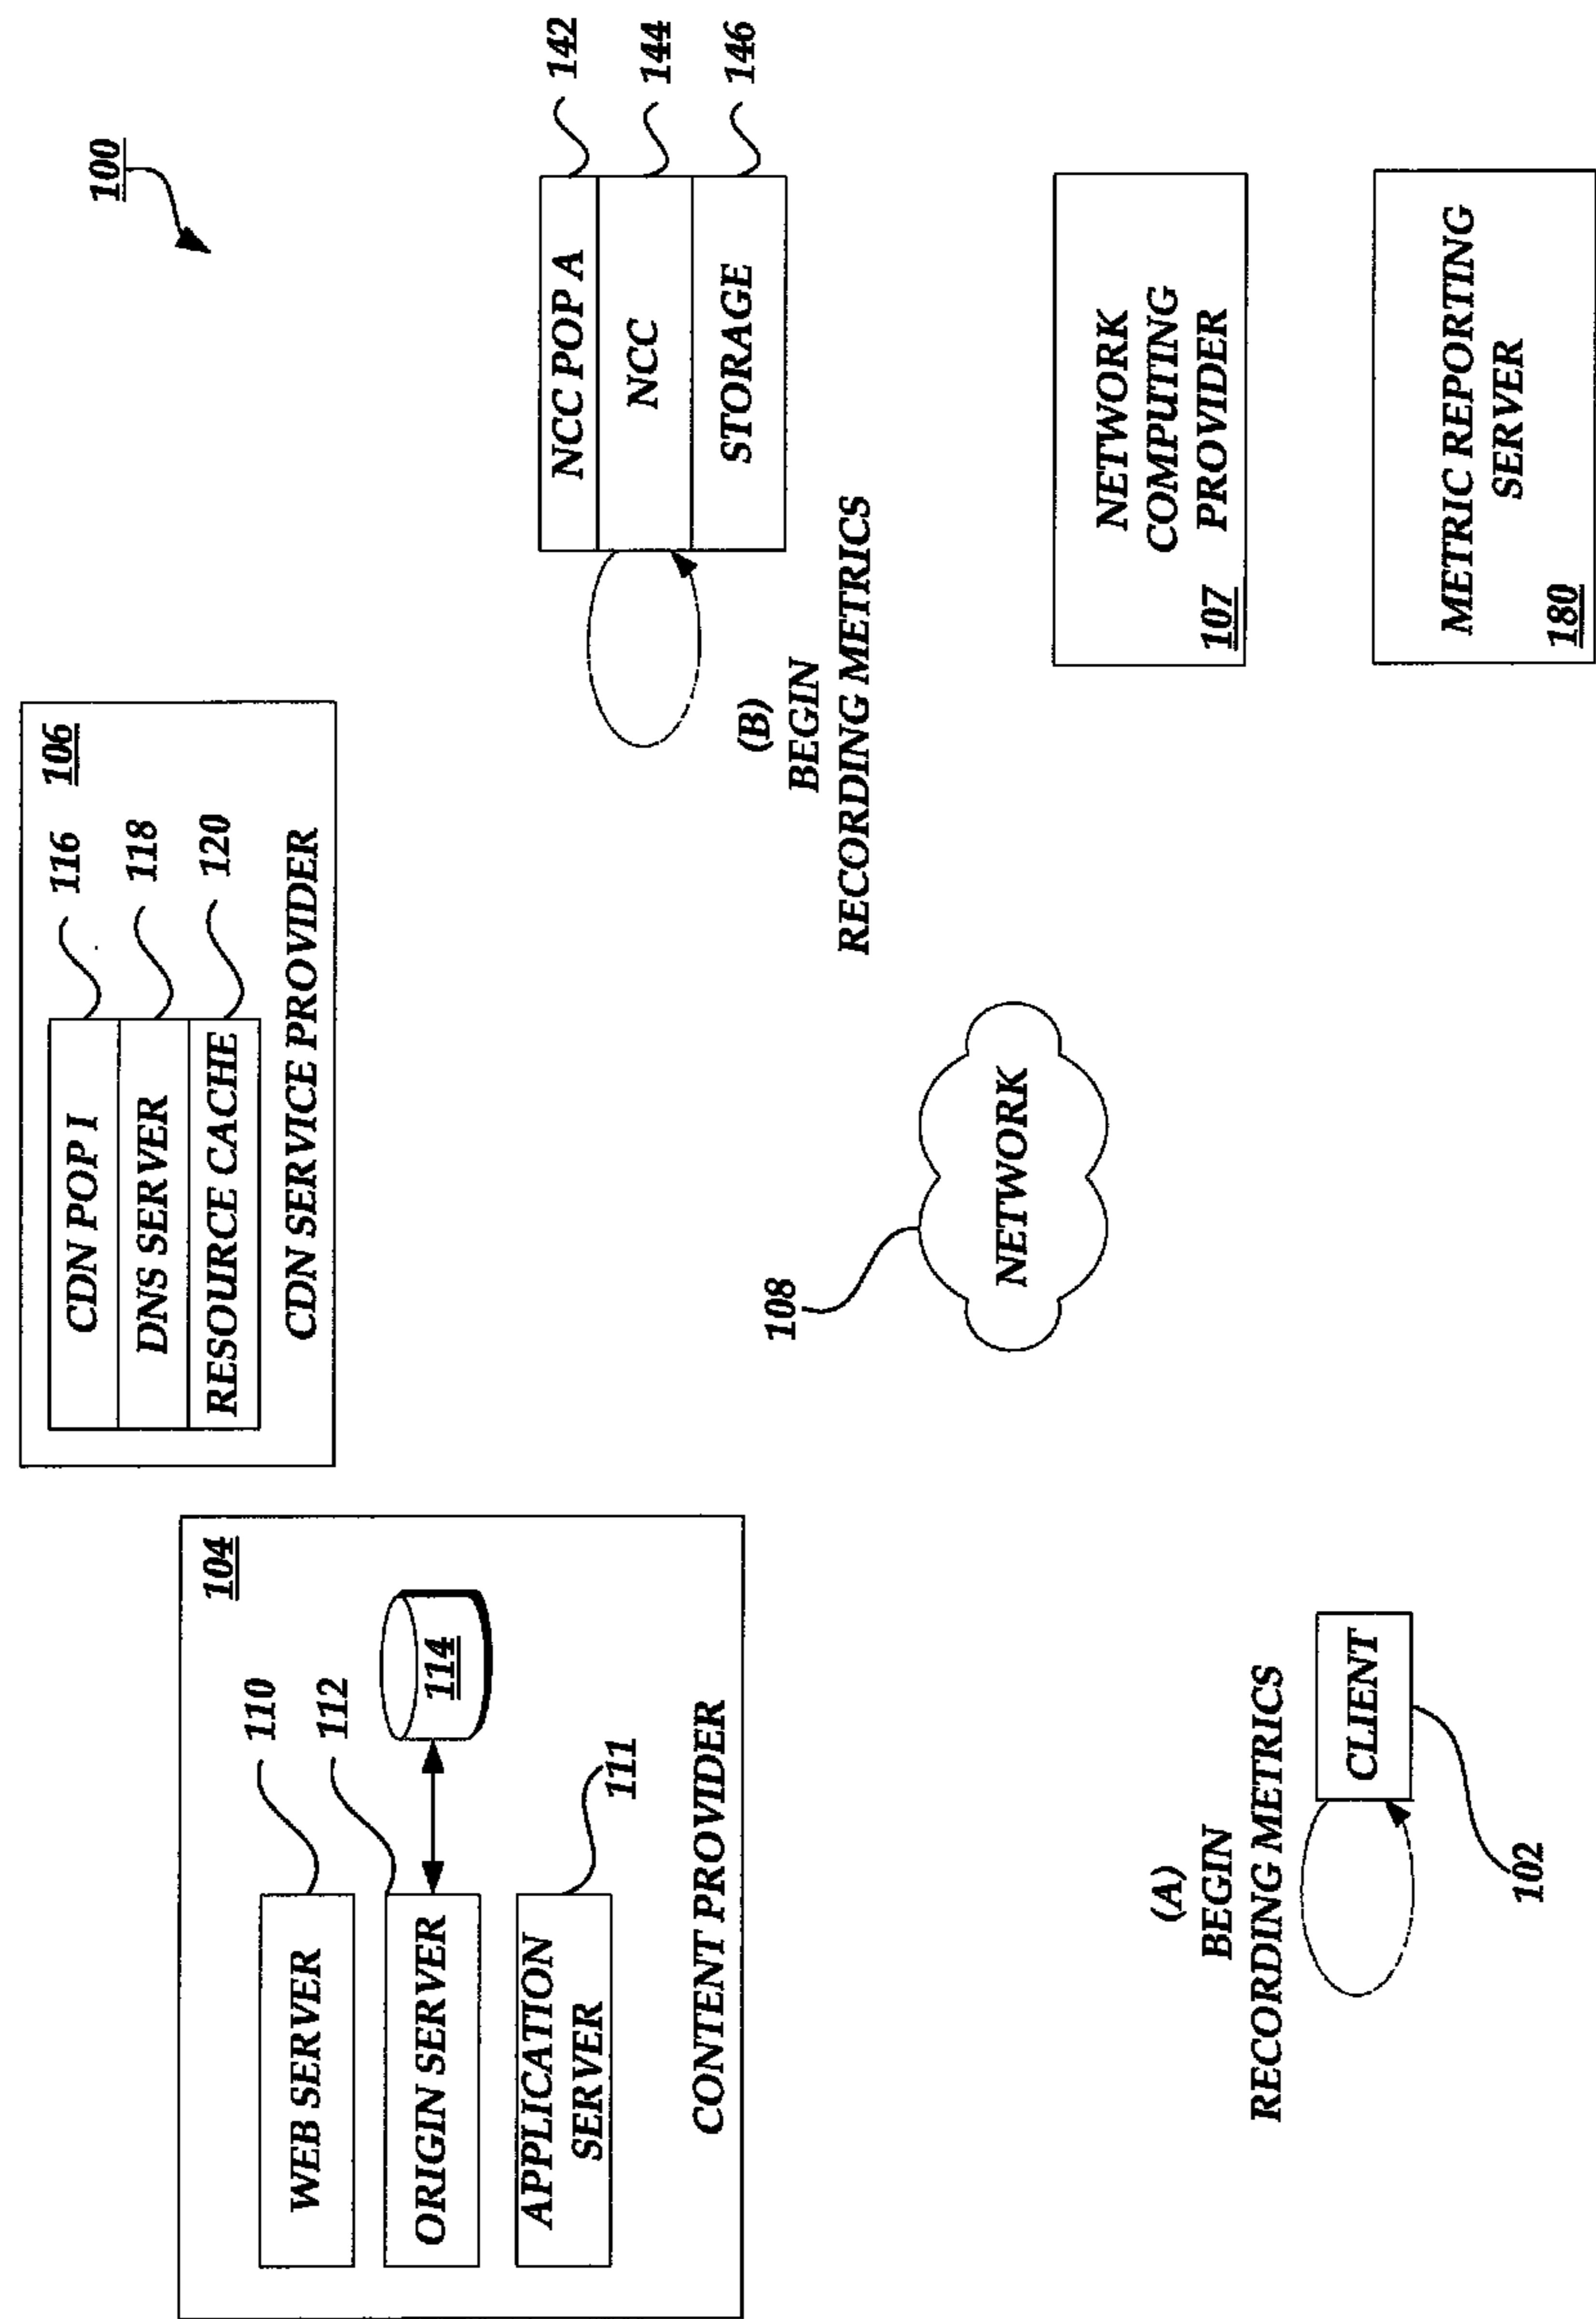 100
104
110
112
WEB SERVER
ORIGIN SERVER
114
APPLICATION
SERVER
111
CONTENT PROVIDER
106
CDN POP I
116
DNS SERVER
118
RESOURCE CACHE
120
CDN SERVICE PROVIDER
NCC POP A
142
NCC
144
STORAGE
146
(B)
BEGIN
RECORDING METRICS
108
NETWORK
(A)
BEGIN
RECORDING METRICS
CLIENT
102
NETWORK
COMPUTING
PROVIDER
107
METRIC REPORTING
SERVER
180